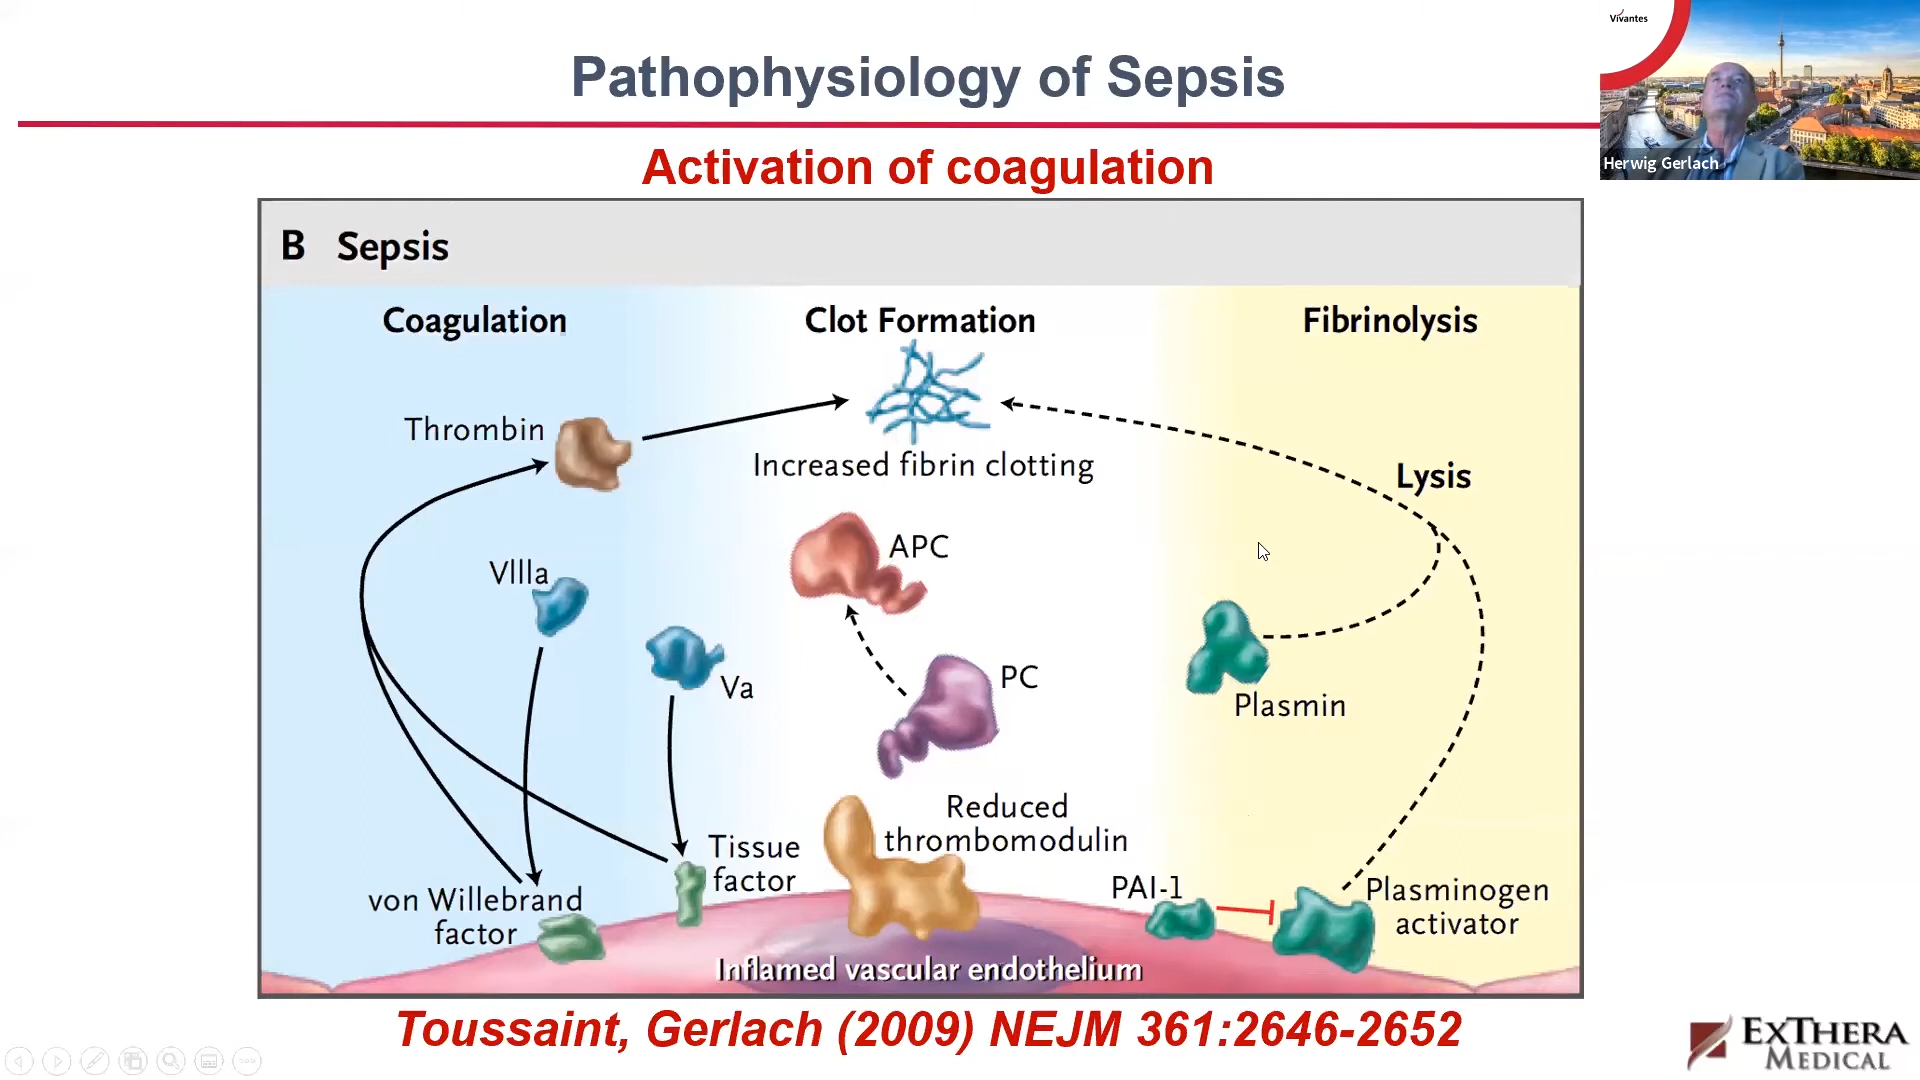 Pathophysiology of Sepsis
Vivantes
Herwig Gerlach
Activation of coagulation
B Sepsis
Coagulation
Clot Formation
Fibrinolysis
Thrombin
Increased fibrin clotting
Lysis
APC
VIIIa
PC
Va
Plasmin
Reduced
thrombomodulin
Tissue
factor
PAI-1
Plasminogen
activator
von Willebrand
factor
Inflamed vascular endothelium
Toussaint, Gerlach (2009) NEJM 361:2646-2652
EXTHERA
MEDICAL